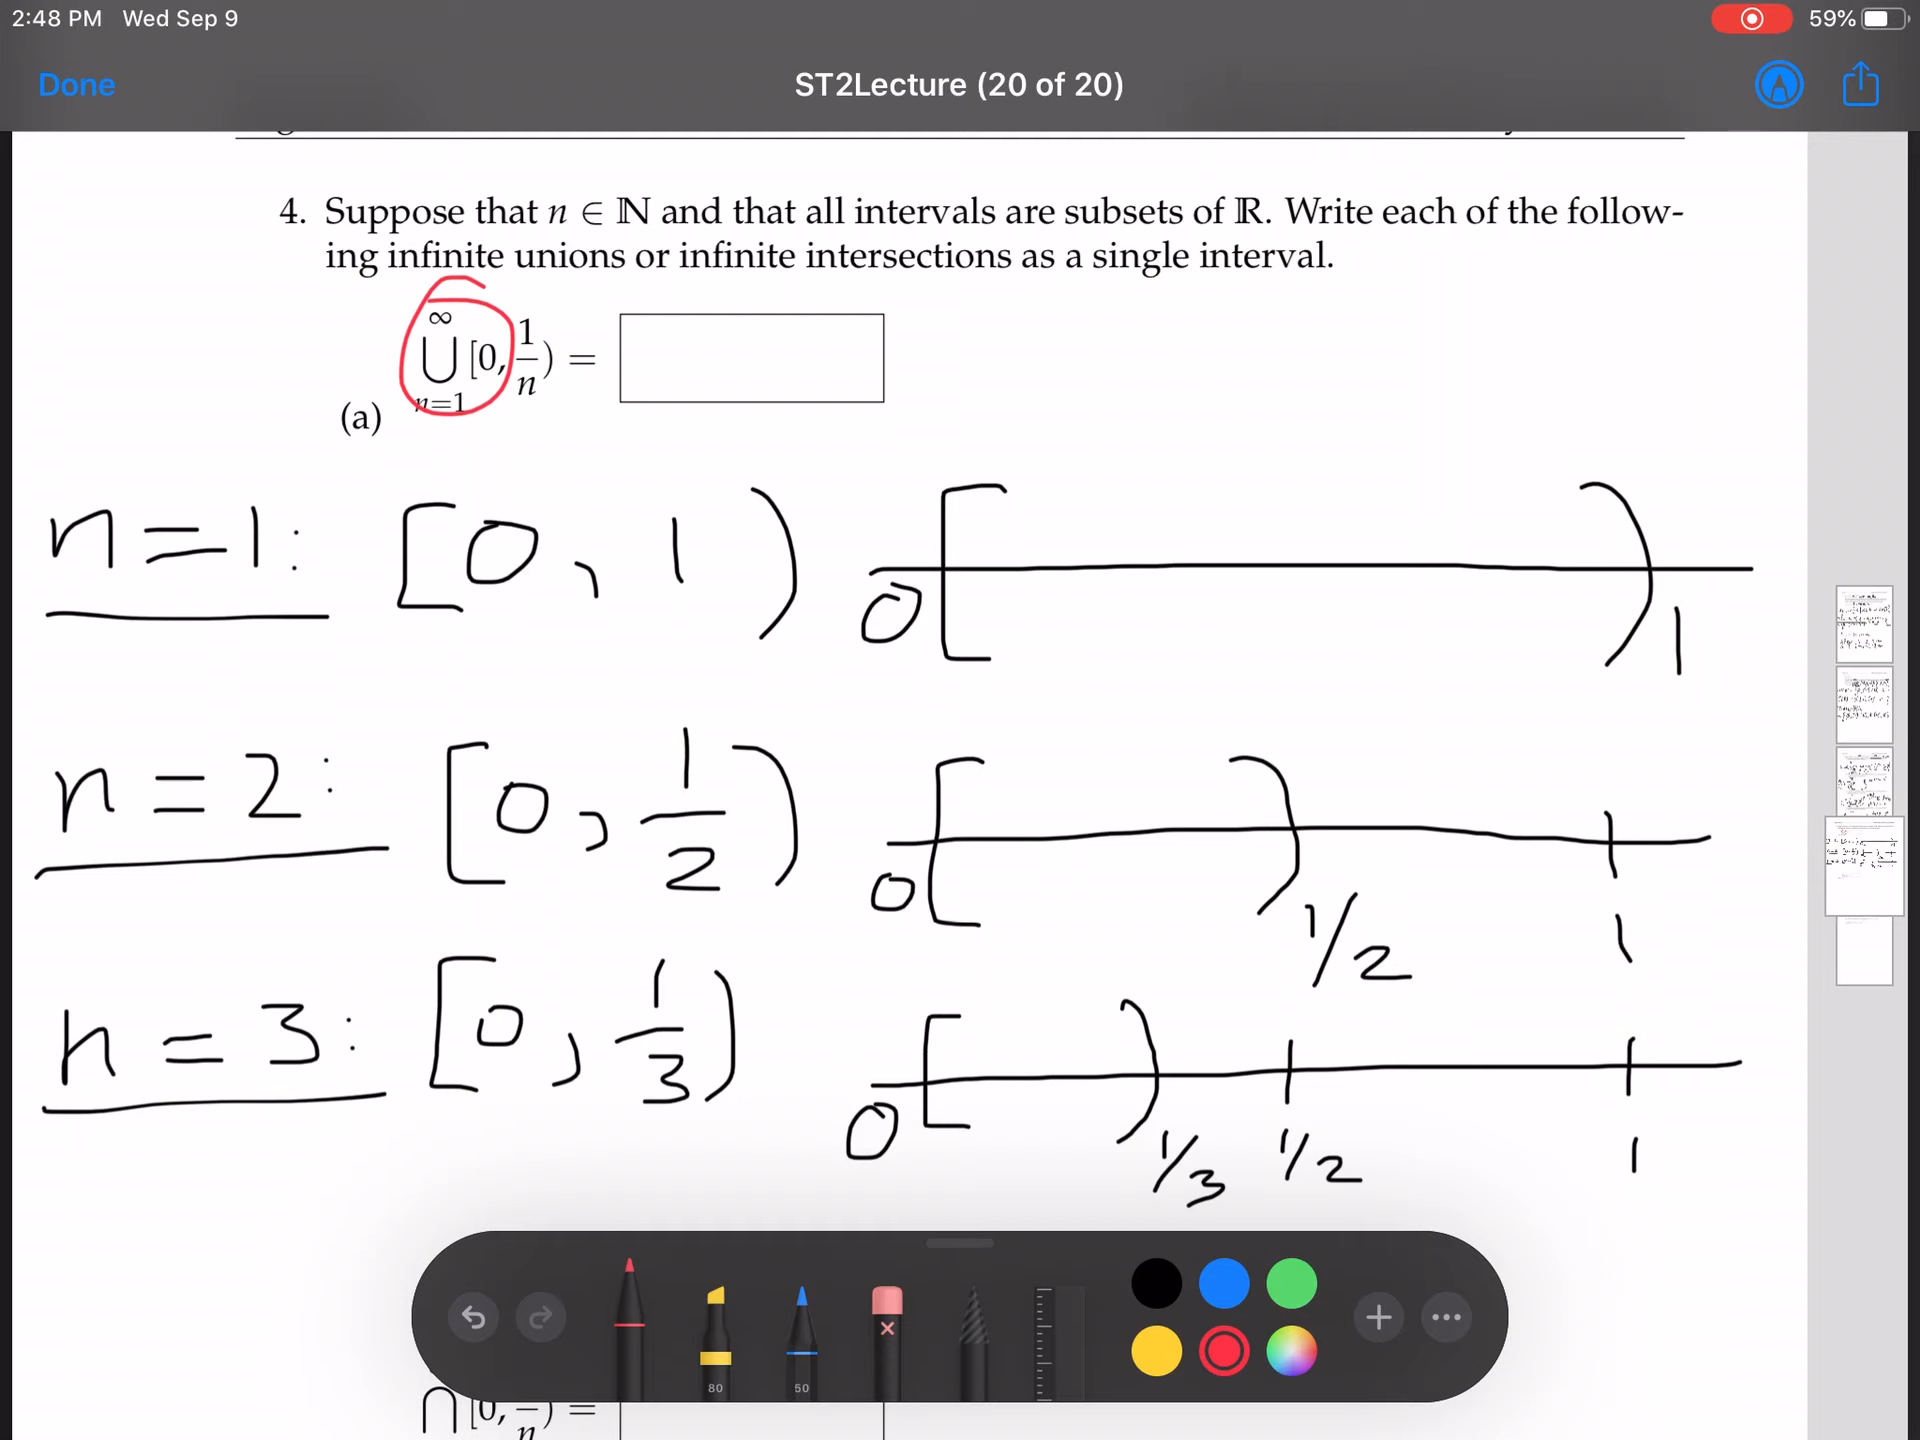 2:48 PM Wed Sep 9
59%
Done
ST2Lecture (20 of 20)
4. Suppose that n ∈ ℕ and that all intervals are subsets of ℝ. Write each of the follow-
ing infinite unions or infinite intersections as a single interval.
(a) ⋃_{n=1}^{∞} [0, 1/n) =
n=1: [0, 1)
0 1
n = 2: [0, 1/2)
0 1/2 1
n = 3: [0, 1/3)
0 1/3 1/2 1
80
50
⋂ [0, –/n) =